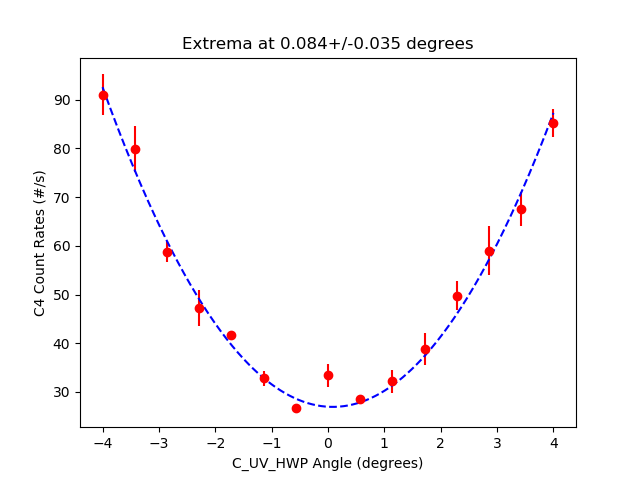 Extrema at 0.084+/-0.035 degrees
C4 Count Rates (#/s)
90
80
70
60
50
40
30
−4 −3 −2 −1 0 1 2 3 4
C_UV_HWP Angle (degrees)